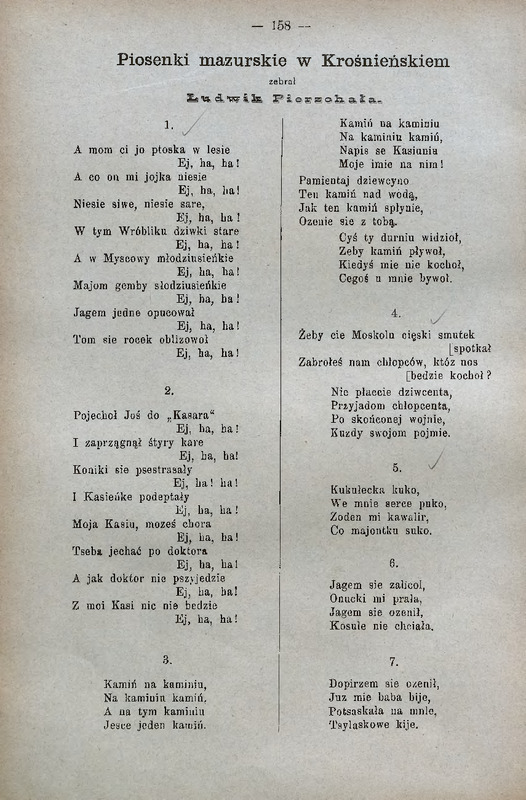 — 158 —
Piosenki mazurskie w Krośnieńskiem
zebrał
Ludwik Pierzchała.
1.
A mom ci jo ptoska w lesie
Ej, ha, ha!
A co on mi jojka niesie
Ej, ha, ha!
Niesie siwe, niesie sare,
Ej, ha, ha!
W tym Wróbliku dziwki stare
Ej, ha, ha!
A w Myscowy młodziusieńkie
Ej, ha, ha!
Majom gemby słodziusieńkie
Ej, ha, ha!
Jagem jedne opucował
Ej, ha, ha!
Tom sie rocek oblizowoł
Ej, ha, ha!
2.
Pojechoł Joś do „Kasara“
Ej, ha, ha!
I zaprzągnął śtyry kare
Ej, ha, ha!
Koniki sie psestrasały
Ej, ha! ha!
I Kasieńke podeptały
Ej, ha, ha!
Moja Kasiu, moześ chora
Ej, ha, ha!
Tseba jechać po doktora
Ej, ha, ha!
A jak doktor nie pszyjedzie
Ej, ha, ha!
Z moi Kasi nic nie bedzie
Ej, ha, ha!
3.
Kamiń na kaminiu,
Na kaminiu kamiń,
A na tym kaminiu
Jesce jeden kamiń.
Kamiń na kaminiu
Na kaminiu kamiń,
Napis se Kasiuniu
Moje imie na nim!
Pamientaj dziewcyno
Ten kamiń nad wodą,
Jak ten kamiń spłynie,
Ozenie sie z tobą.
Cyś ty durniu widzioł,
Zeby kamiń pływoł,
Kiedyś mie nie kochoł,
Cegoś u mnie bywoł.
4.
Żeby cie Moskolu cięski smutek
[spotkał
Zabrołeś nam chłopców, któz nos
[bedzie kochoł?
Nic płaccie dziwcenta,
Przyjadom chłopcenta,
Po skońconej wojnie,
Kuzdy swojom pojmie.
5.
Kukułecka kuko,
We mnie serce puko,
Zoden mi kawalir,
Co majontku suko.
6.
Jagem sie zalicoł,
Onucki mi prała,
Jagem sie ozenił,
Kosule nie chciała.
7.
Dopirzem sie ozenił,
Juz mie baba bije,
Potsaskała na mnie,
Tsylaskowe kije.